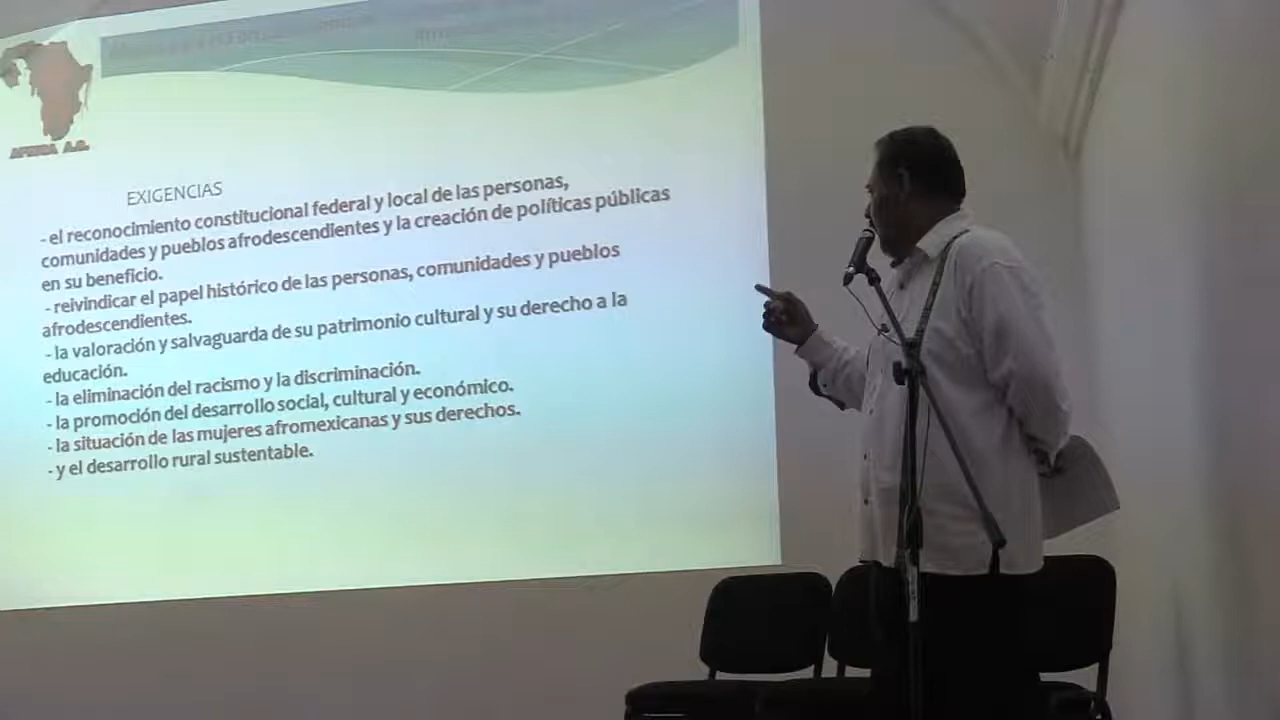 AFRICA A.C.
EXIGENCIAS
- el reconocimiento constitucional federal y local de las personas,
comunidades y pueblos afrodescendientes y la creación de políticas públicas
en su beneficio.
- reivindicar el papel histórico de las personas, comunidades y pueblos
afrodescendientes.
- la valoración y salvaguarda de su patrimonio cultural y su derecho a la
educación.
- la eliminación del racismo y la discriminación.
- la promoción del desarrollo social, cultural y económico.
- la situación de las mujeres afromexicanas y sus derechos.
- y el desarrollo rural sustentable.